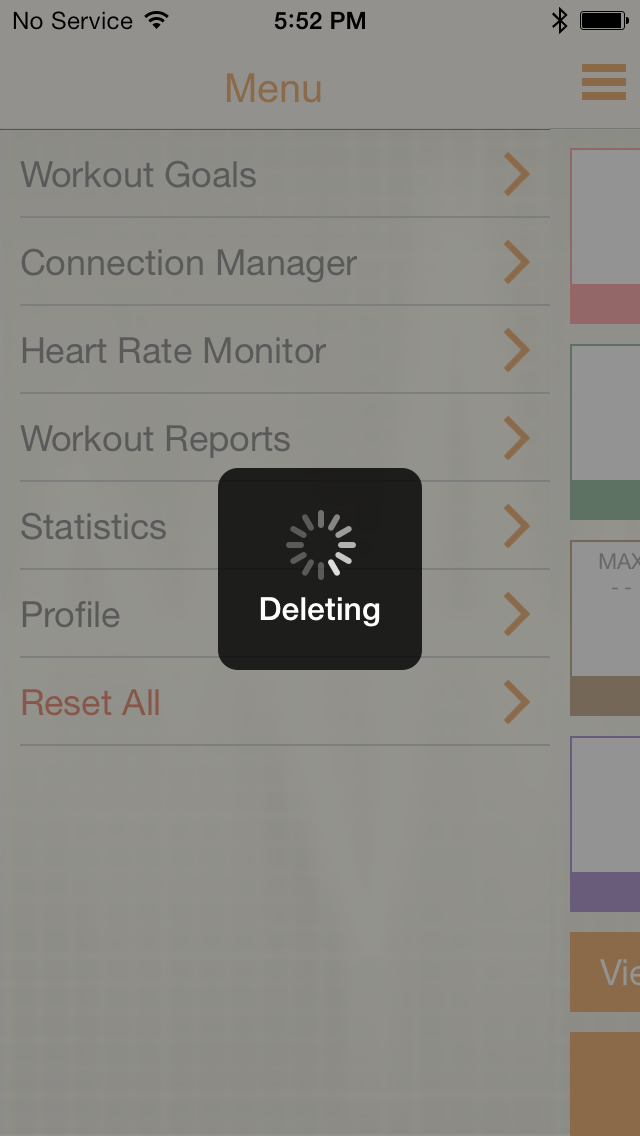 No Service 5:52 PM
Menu
Workout Goals
Connection Manager
Heart Rate Monitor
Workout Reports
Statistics
MAX
- -
Deleting
Profile
Reset All